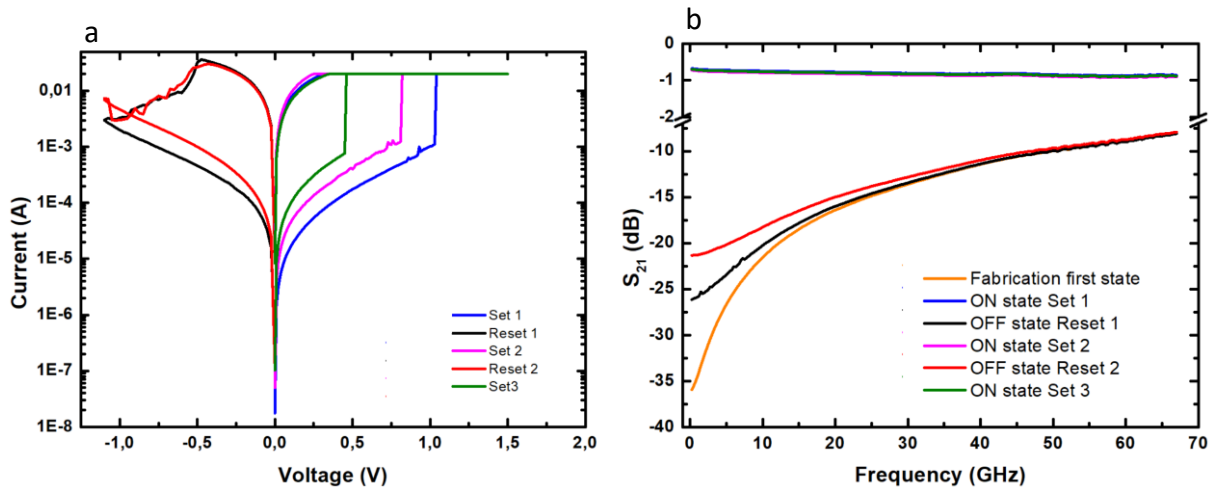 a
Current (A)
0,01
1E-3
1E-4
1E-5
1E-6
1E-7
1E-8
-1,0
-0,5
0,0
0,5
1,0
1,5
2,0
Voltage (V)
Set 1
Reset 1
Set 2
Reset 2
Set3
b
S21 (dB)
0
-1
-2
-10
-15
-20
-25
-30
-35
-40
0
10
20
30
40
50
60
70
Frequency (GHz)
Fabrication first state
ON state Set 1
OFF state Reset 1
ON state Set 2
OFF state Reset 2
ON state Set 3